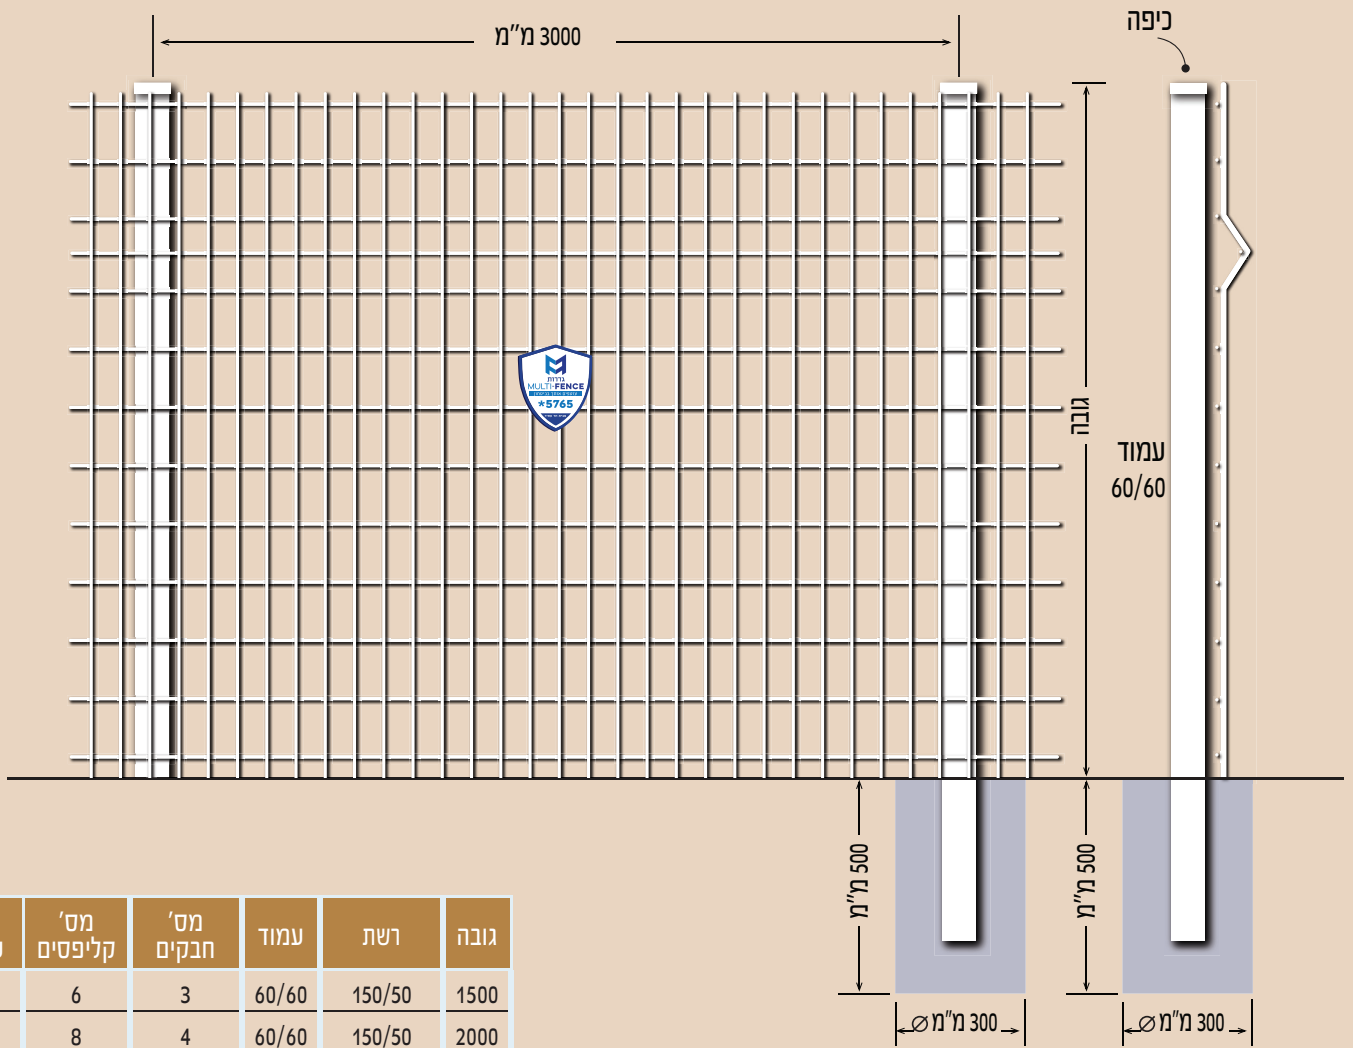 3000 מ"מ
כיפה
גובה
עמוד
60/60
גדרות
MULTI-FENCE
*5765
500 מ"מ
500 מ"מ
300 מ"מ ⌀
300 מ"מ ⌀
גובה רשת עמוד מס' חבקים מס' קליפסים
1500 150/50 60/60 3 6
2000 150/50 60/60 4 8